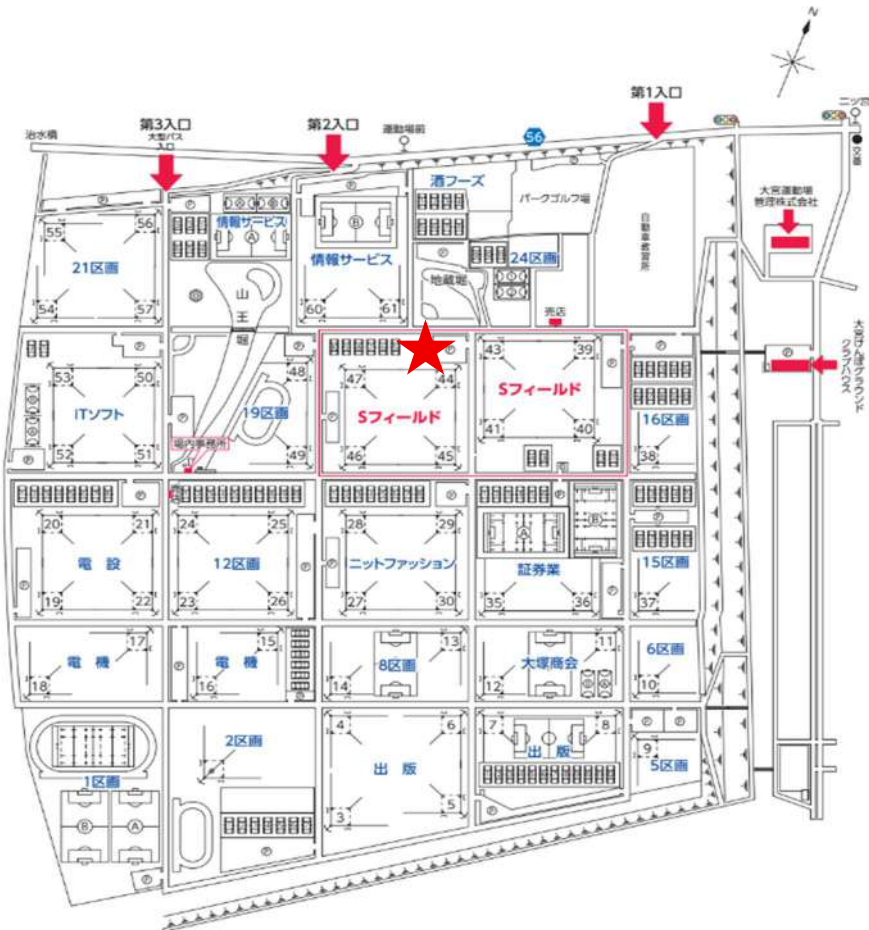 N
第1入口
二ツ宮
第3入口
大型バス
入口
第2入口
運動場前
56
治水橋
交番
酒フーズ
パークゴルフ場
自動車教習所
大宮運動場
管理株式会社
55
56
情報サービス
A
B
21区画
情報サービス
24区画
山王堀
地蔵堀
54
57
60
61
売店
大宮けんぽグラウンド
クラブハウス
P
53
50
48
47
44
43
39
ITソフト
19区画
Sフィールド
Sフィールド
16区画
52
51
場内事務所
49
46
45
41
40
38
20
21
24
25
28
29
A
B
電設
12区画
ニットファッション
証券業
15区画
19
22
23
26
27
30
35
36
37
17
15
13
11
6区画
電機
電機
8区画
大塚商会
18
16
14
12
10
4
6
7
8
2区画
9
出版
出版
5区画
1区画
3
5
B
A
P